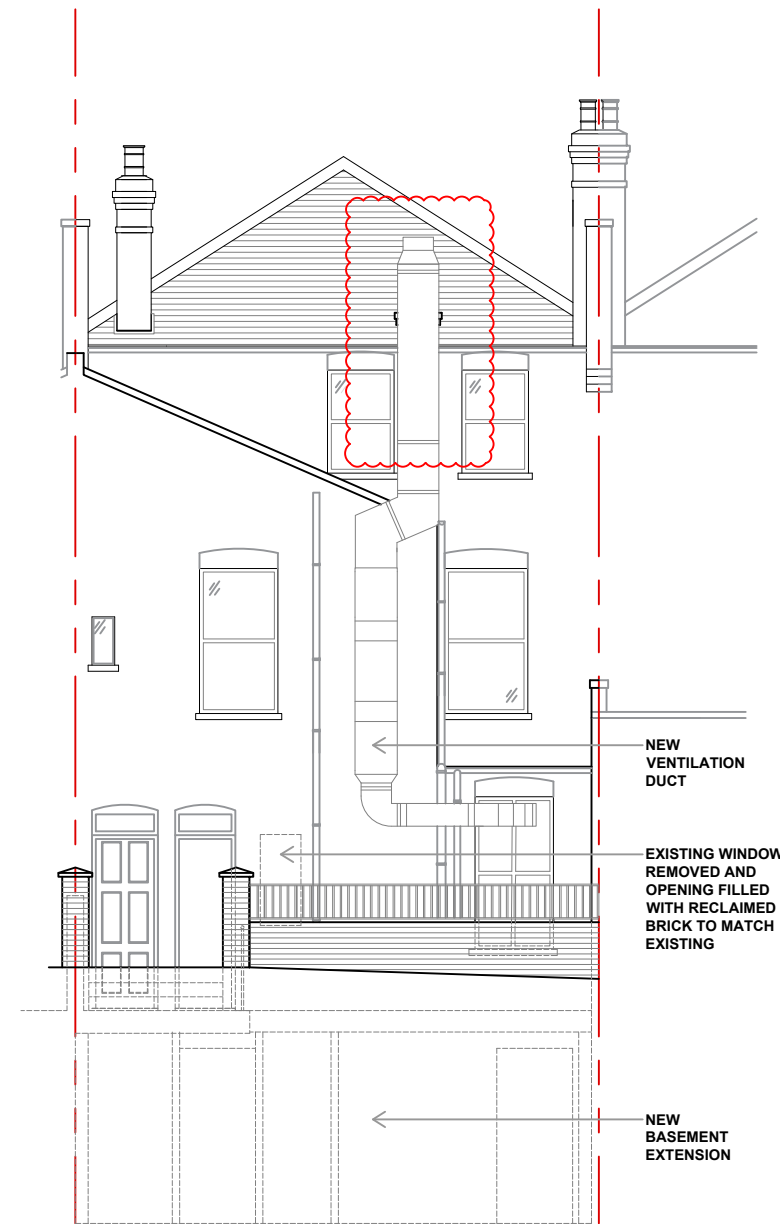 NEW
VENTILATION
DUCT
EXISTING WINDOW
REMOVED AND
OPENING FILLED
WITH RECLAIMED
BRICK TO MATCH
EXISTING
NEW
BASEMENT
EXTENSION